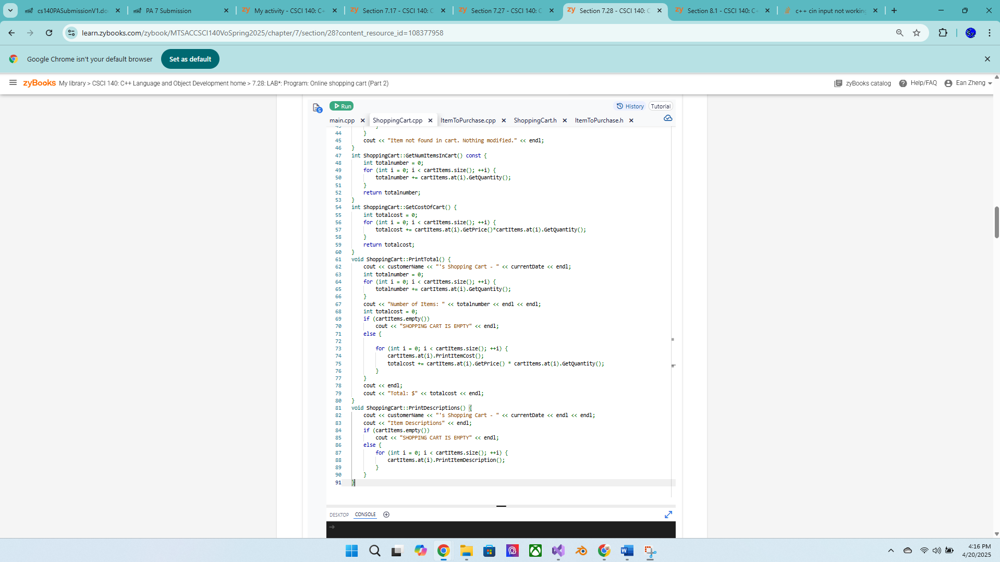 cs140PASubmissionV1.do
PA 7 Submission
My activity - CSCI 140: C+
Section 7.17 - CSCI 140: C
Section 7.27 - CSCI 140: C
Section 7.28 - CSCI 140: C
Section 8.1 - CSCI 140: C+
c++ cin input not working
learn.zybooks.com/zybook/MTSACCSCI140VoSpring2025/chapter/7/section/28?content_resource_id=108377958
Google Chrome isn't your default browser
Set as default
zyBooks My library > CSCI 140: C++ Language and Object Development home > 7.28: LAB*: Program: Online shopping cart (Part 2)
zyBooks catalog
Help/FAQ
Ean Zheng
5
Run
History
Tutorial
main.cpp
ShoppingCart.cpp
ItemToPurchase.cpp
ShoppingCart.h
ItemToPurchase.h
43 }
44 }
45 cout << "Item not found in cart. Nothing modified." << endl;
46 }
47 int ShoppingCart::GetNumItemsInCart() const {
48 int totalnumber = 0;
49 for (int i = 0; i < cartItems.size(); ++i) {
50 totalnumber += cartItems.at(i).GetQuantity();
51 }
52 return totalnumber;
53 }
54 int ShoppingCart::GetCostOfCart() {
55 int totalcost = 0;
56 for (int i = 0; i < cartItems.size(); ++i) {
57 totalcost += cartItems.at(i).GetPrice()*cartItems.at(i).GetQuantity();
58 }
59 return totalcost;
60 }
61 void ShoppingCart::PrintTotal() {
62 cout << customerName << "'s Shopping Cart - " << currentDate << endl;
63 int totalnumber = 0;
64 for (int i = 0; i < cartItems.size(); ++i) {
65 totalnumber += cartItems.at(i).GetQuantity();
66 }
67 cout << "Number of Items: " << totalnumber << endl << endl;
68 int totalcost = 0;
69 if (cartItems.empty())
70 cout << "SHOPPING CART IS EMPTY" << endl;
71 else {
72
73 for (int i = 0; i < cartItems.size(); ++i) {
74 cartItems.at(i).PrintItemCost();
75 totalcost += cartItems.at(i).GetPrice() * cartItems.at(i).GetQuantity();
76 }
77 }
78 cout << endl;
79 cout << "Total: $" << totalcost << endl;
80 }
81 void ShoppingCart::PrintDescriptions() {
82 cout << customerName << "'s Shopping Cart - " << currentDate << endl << endl;
83 cout << "Item Descriptions" << endl;
84 if (cartItems.empty())
85 cout << "SHOPPING CART IS EMPTY" << endl;
86 else {
87 for (int i = 0; i < cartItems.size(); ++i) {
88 cartItems.at(i).PrintItemDescription();
89 }
90 }
91 }
DESKTOP
CONSOLE
4:16 PM
4/20/2025